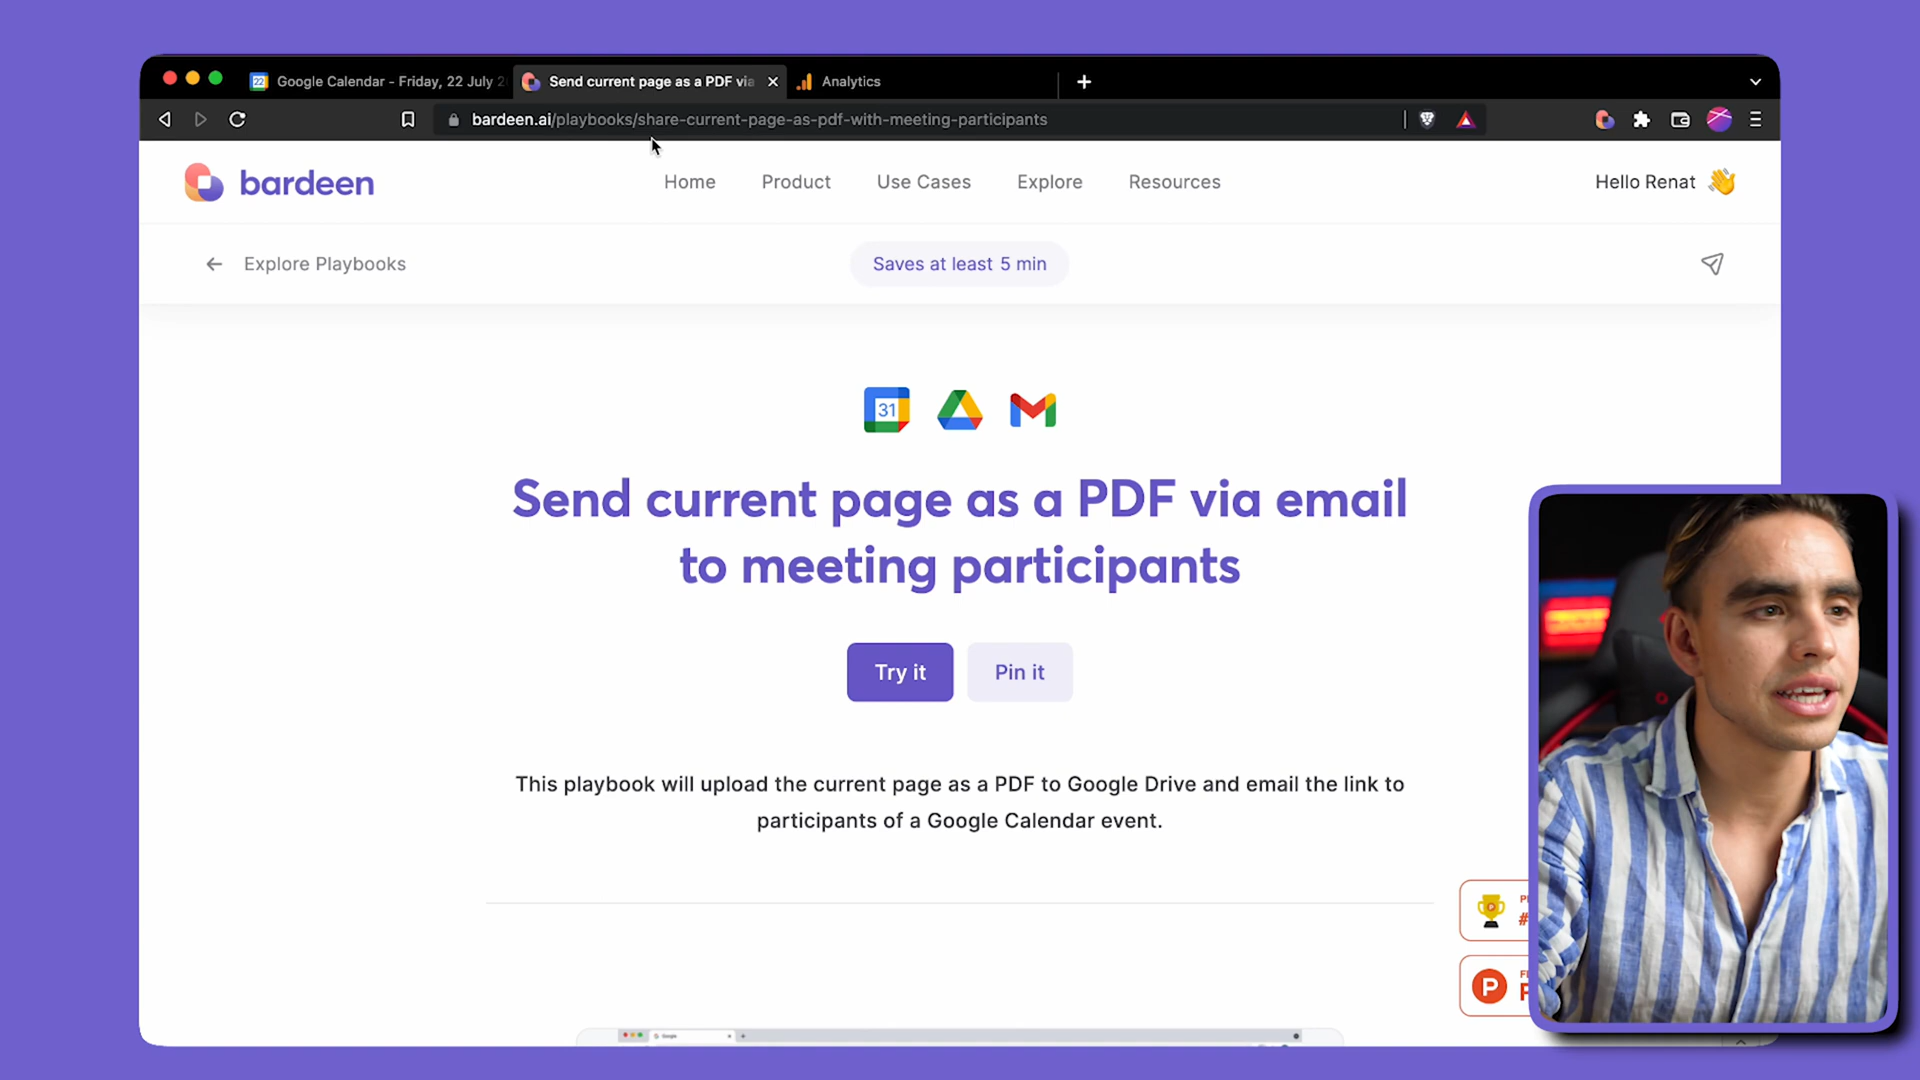 Google Calendar - Friday, 22 July 2
Send current page as a PDF via
Analytics
bardeen.ai/playbooks/share-current-page-as-pdf-with-meeting-participants
bardeen
Home
Product
Use Cases
Explore
Resources
Hello Renat 👋
Explore Playbooks
Saves at least 5 min
31
Send current page as a PDF via email
to meeting participants
Try it
Pin it
This playbook will upload the current page as a PDF to Google Drive and email the link to
participants of a Google Calendar event.
#
P
Google